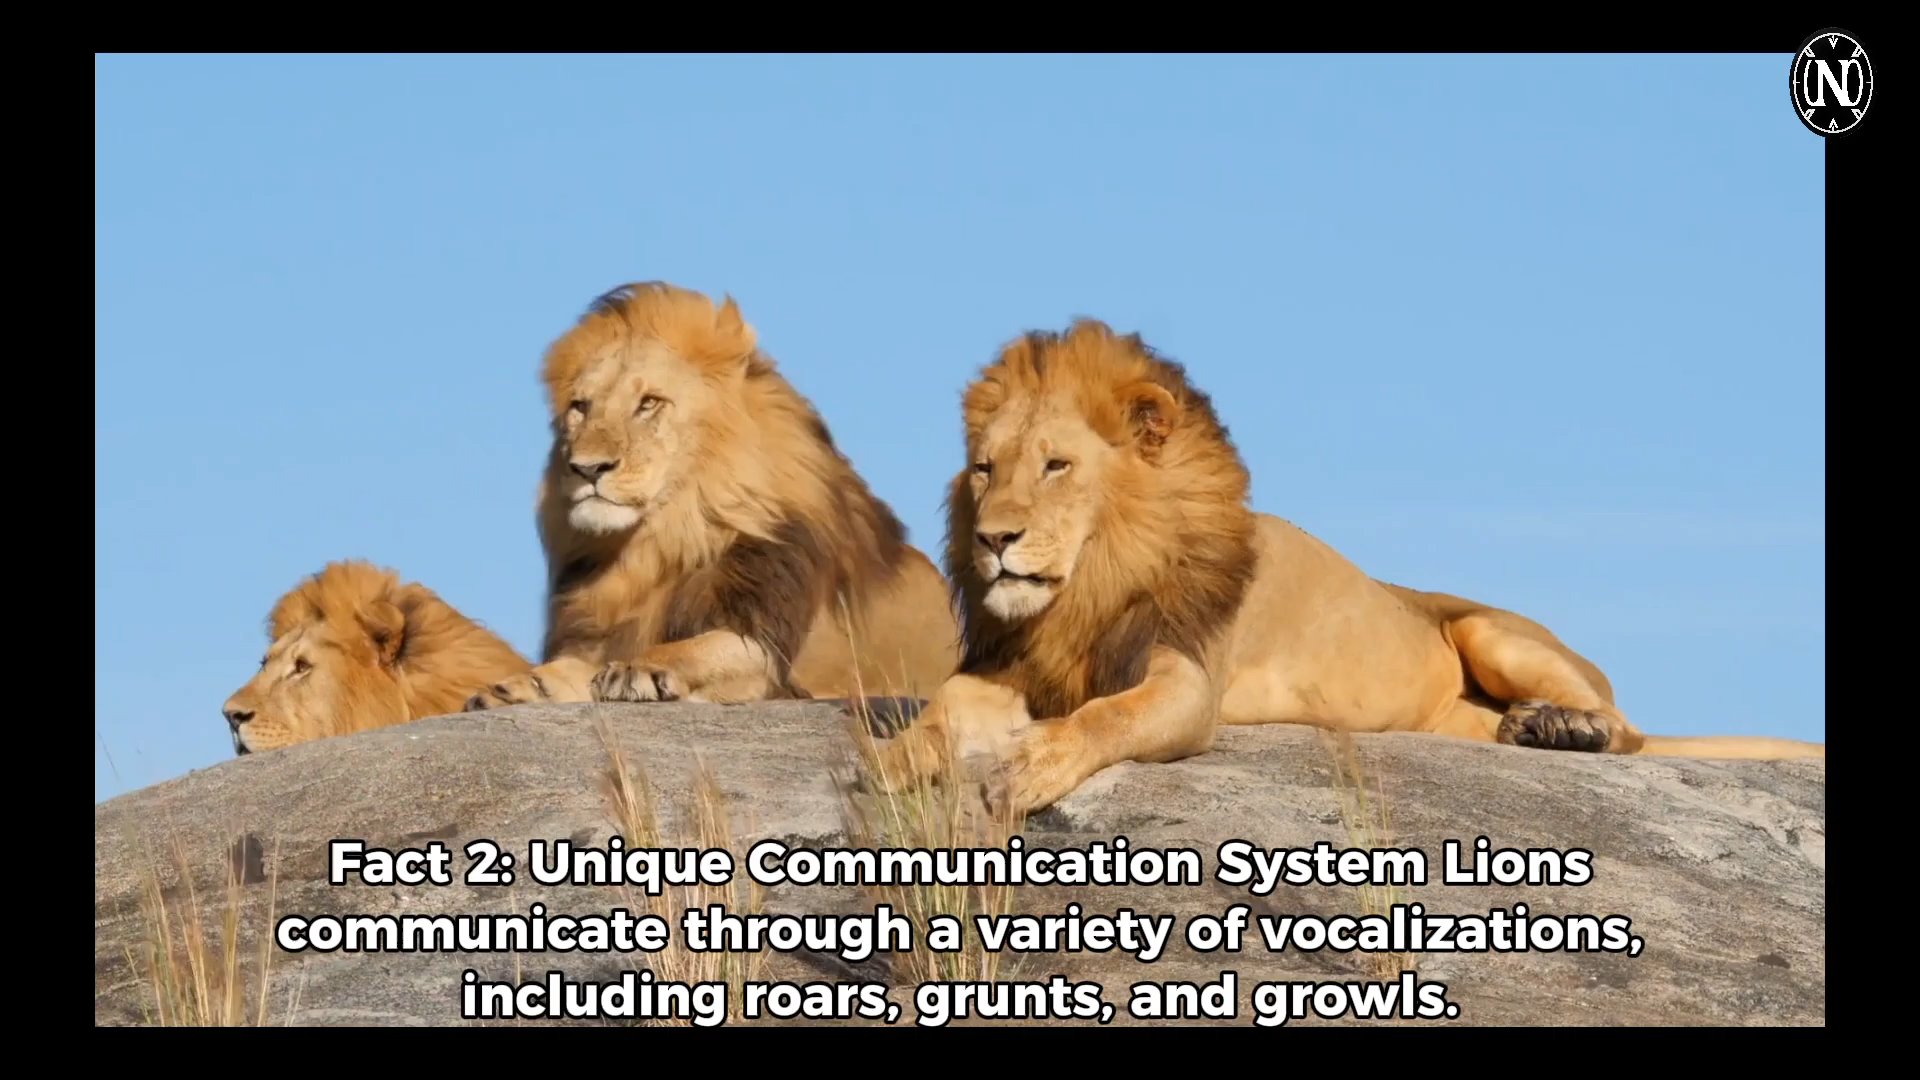 N
Fact 2: Unique Communication System Lions
communicate through a variety of vocalizations,
including roars, grunts, and growls.